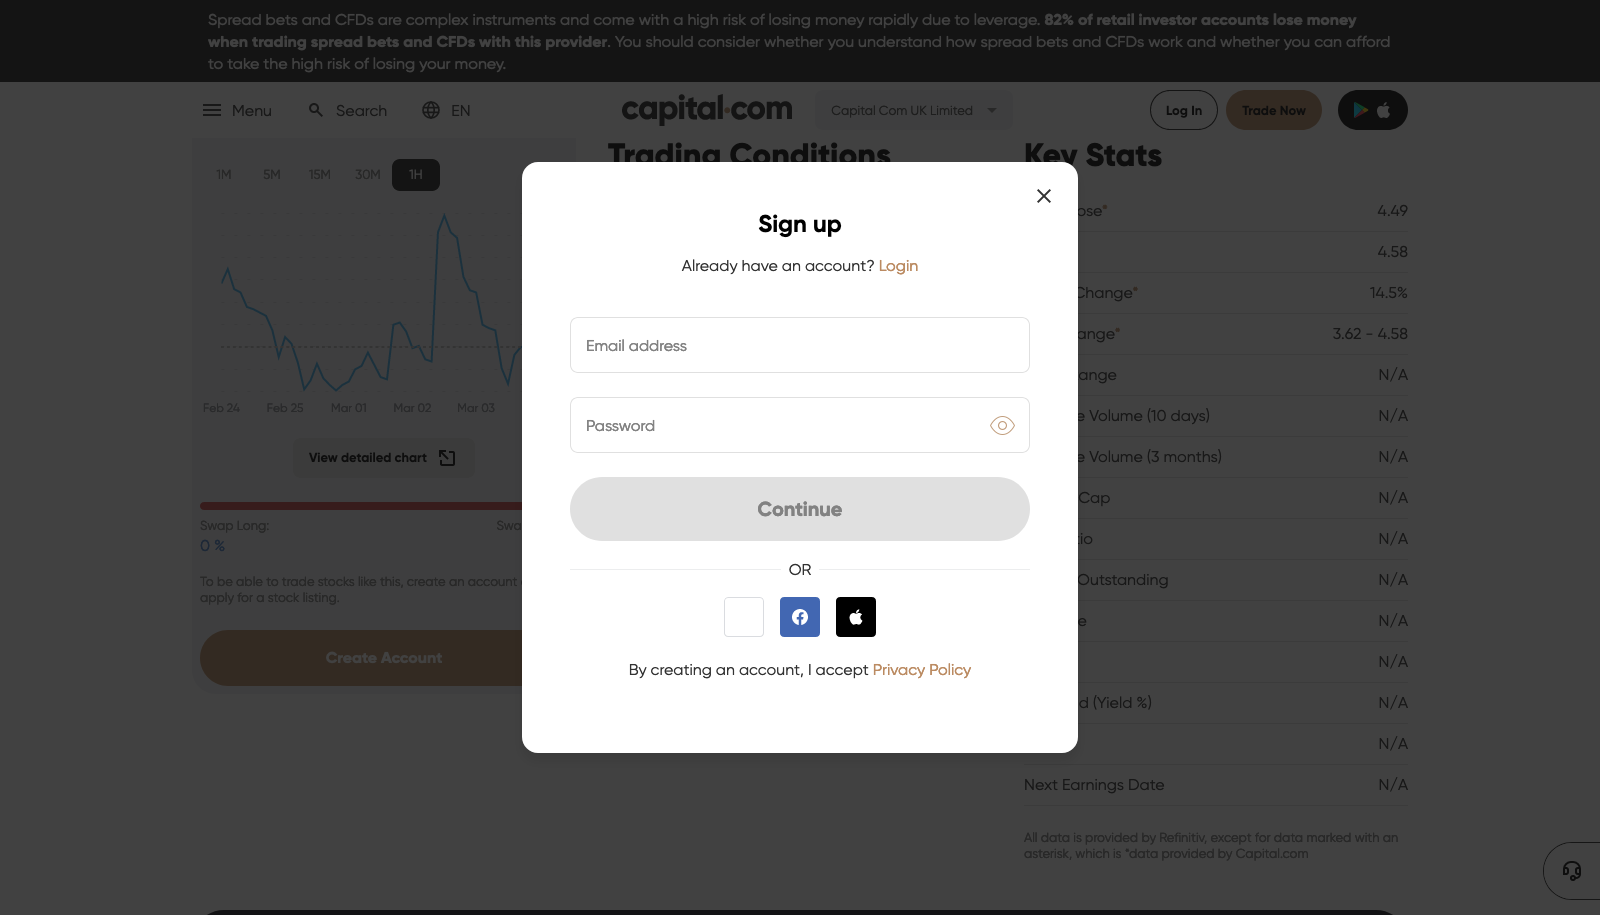 Spread bets and CFDs are complex instruments and come with a high risk of losing money rapidly due to leverage. 82% of retail investor accounts lose money
when trading spread bets and CFDs with this provider. You should consider whether you understand how spread bets and CFDs work and whether you can afford
to take the high risk of losing your money.
Menu
Search
EN
capital.com
Capital Com UK Limited
Log In
Trade Now
Trading Conditions
Key Stats
1M
5M
15M
30M
1H
Feb 24
Feb 25
Mar 01
Mar 02
Mar 03
View detailed chart
Swap Long:
0 %
To be able to trade stocks like this, create an account
apply for a stock listing.
Create Account
Sign up
Already have an account? Login
Email address
Password
Continue
OR
By creating an account, I accept Privacy Policy
4.49
4.58
Change* 14.5%
3.62 - 4.58
N/A
Volume (10 days) N/A
Volume (3 months) N/A
Cap N/A
N/A
Outstanding N/A
N/A
N/A
(Yield %) N/A
N/A
Next Earnings Date N/A
All data is provided by Refinitiv, except for data marked with an
asterisk, which is *data provided by Capital.com